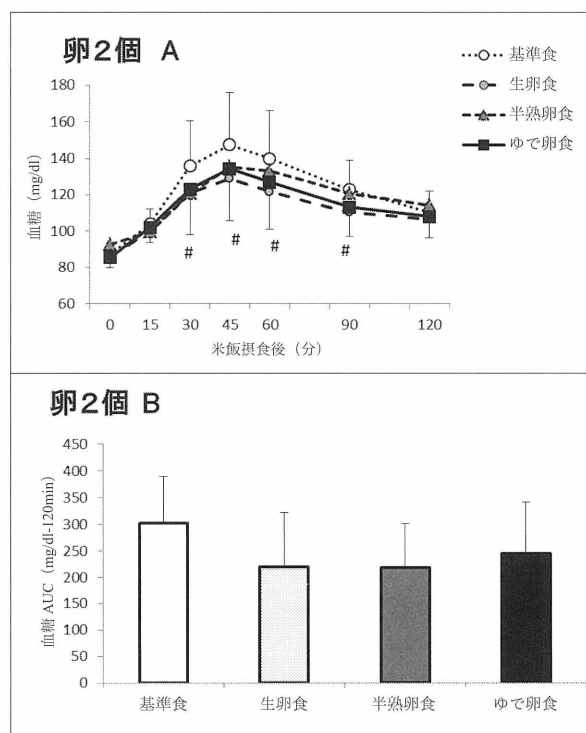 卵2個 A
基準食
生卵食
半熟卵食
ゆで卵食
血糖 (mg/dl)
180
160
140
120
100
80
60
# # # #
0 15 30 45 60 90 120
米飯摂食後(分)
卵2個 B
血糖 AUC (mg/dl-120min)
450
400
350
300
250
200
150
100
50
0
基準食 生卵食 半熟卵食 ゆで卵食